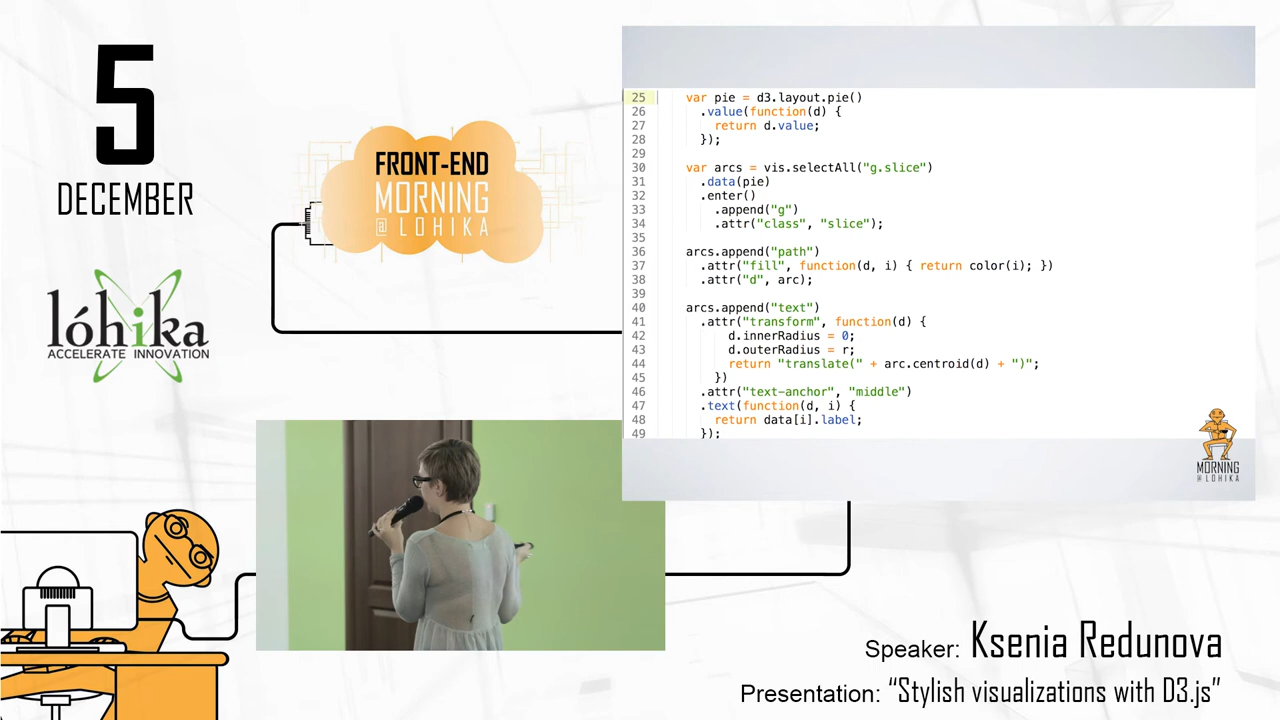 5
DECEMBER
lóhika
ACCELERATE INNOVATION
FRONT-END
MORNING
@ LOHIKA
25 var pie = d3.layout.pie()
26 .value(function(d) {
27 return d.value;
28 });
29
30 var arcs = vis.selectAll("g.slice")
31 .data(pie)
32 .enter()
33 .append("g")
34 .attr("class", "slice");
35
36 arcs.append("path")
37 .attr("fill", function(d, i) { return color(i); })
38 .attr("d", arc);
39
40 arcs.append("text")
41 .attr("transform", function(d) {
42 d.innerRadius = 0;
43 d.outerRadius = r;
44 return "translate(" + arc.centroid(d) + ")";
45 })
46 .attr("text-anchor", "middle")
47 .text(function(d, i) {
48 return data[i].label;
49 });
MORNING
@ LOHIKA
Speaker: Ksenia Redunova
Presentation: “Stylish visualizations with D3.js”